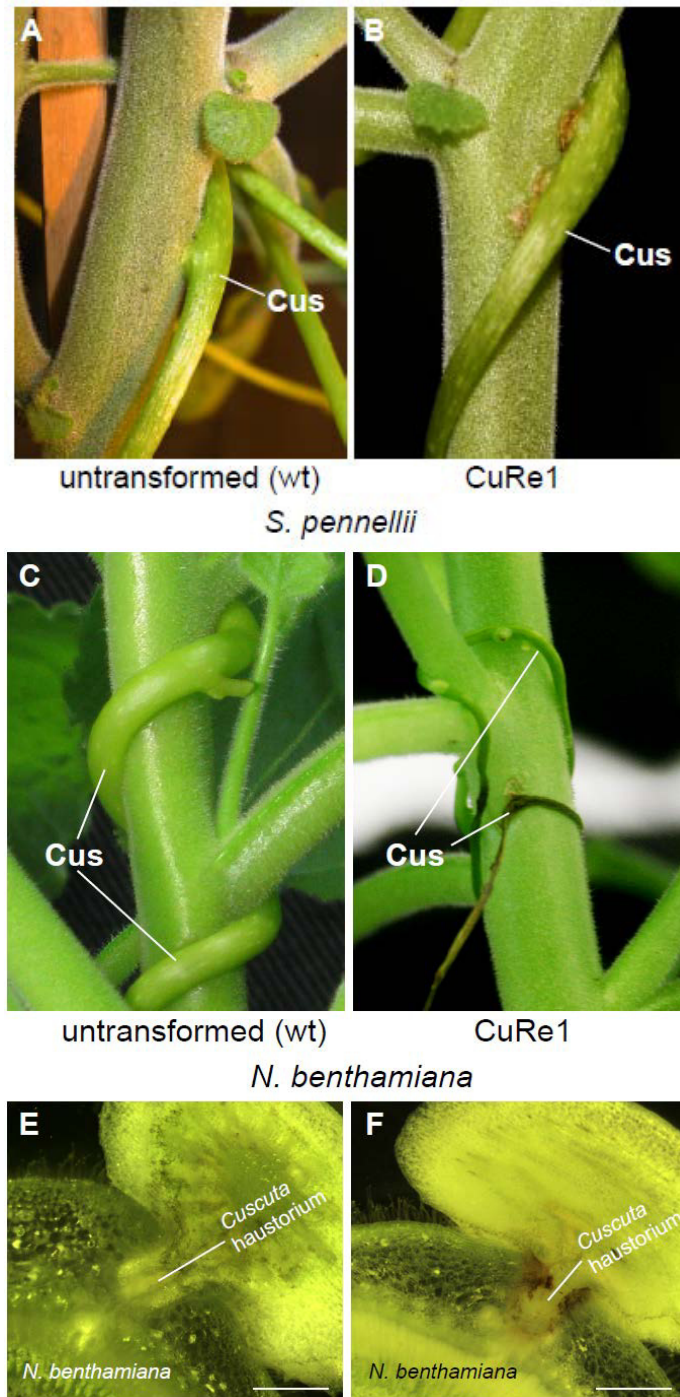 A
B
Cus
Cus
untransformed (wt)
CuRe1
S. pennellii
C
D
Cus
Cus
untransformed (wt)
CuRe1
N. benthamiana
E
F
Cuscuta
haustorium
Cuscuta
haustorium
N. benthamiana
N. benthamiana